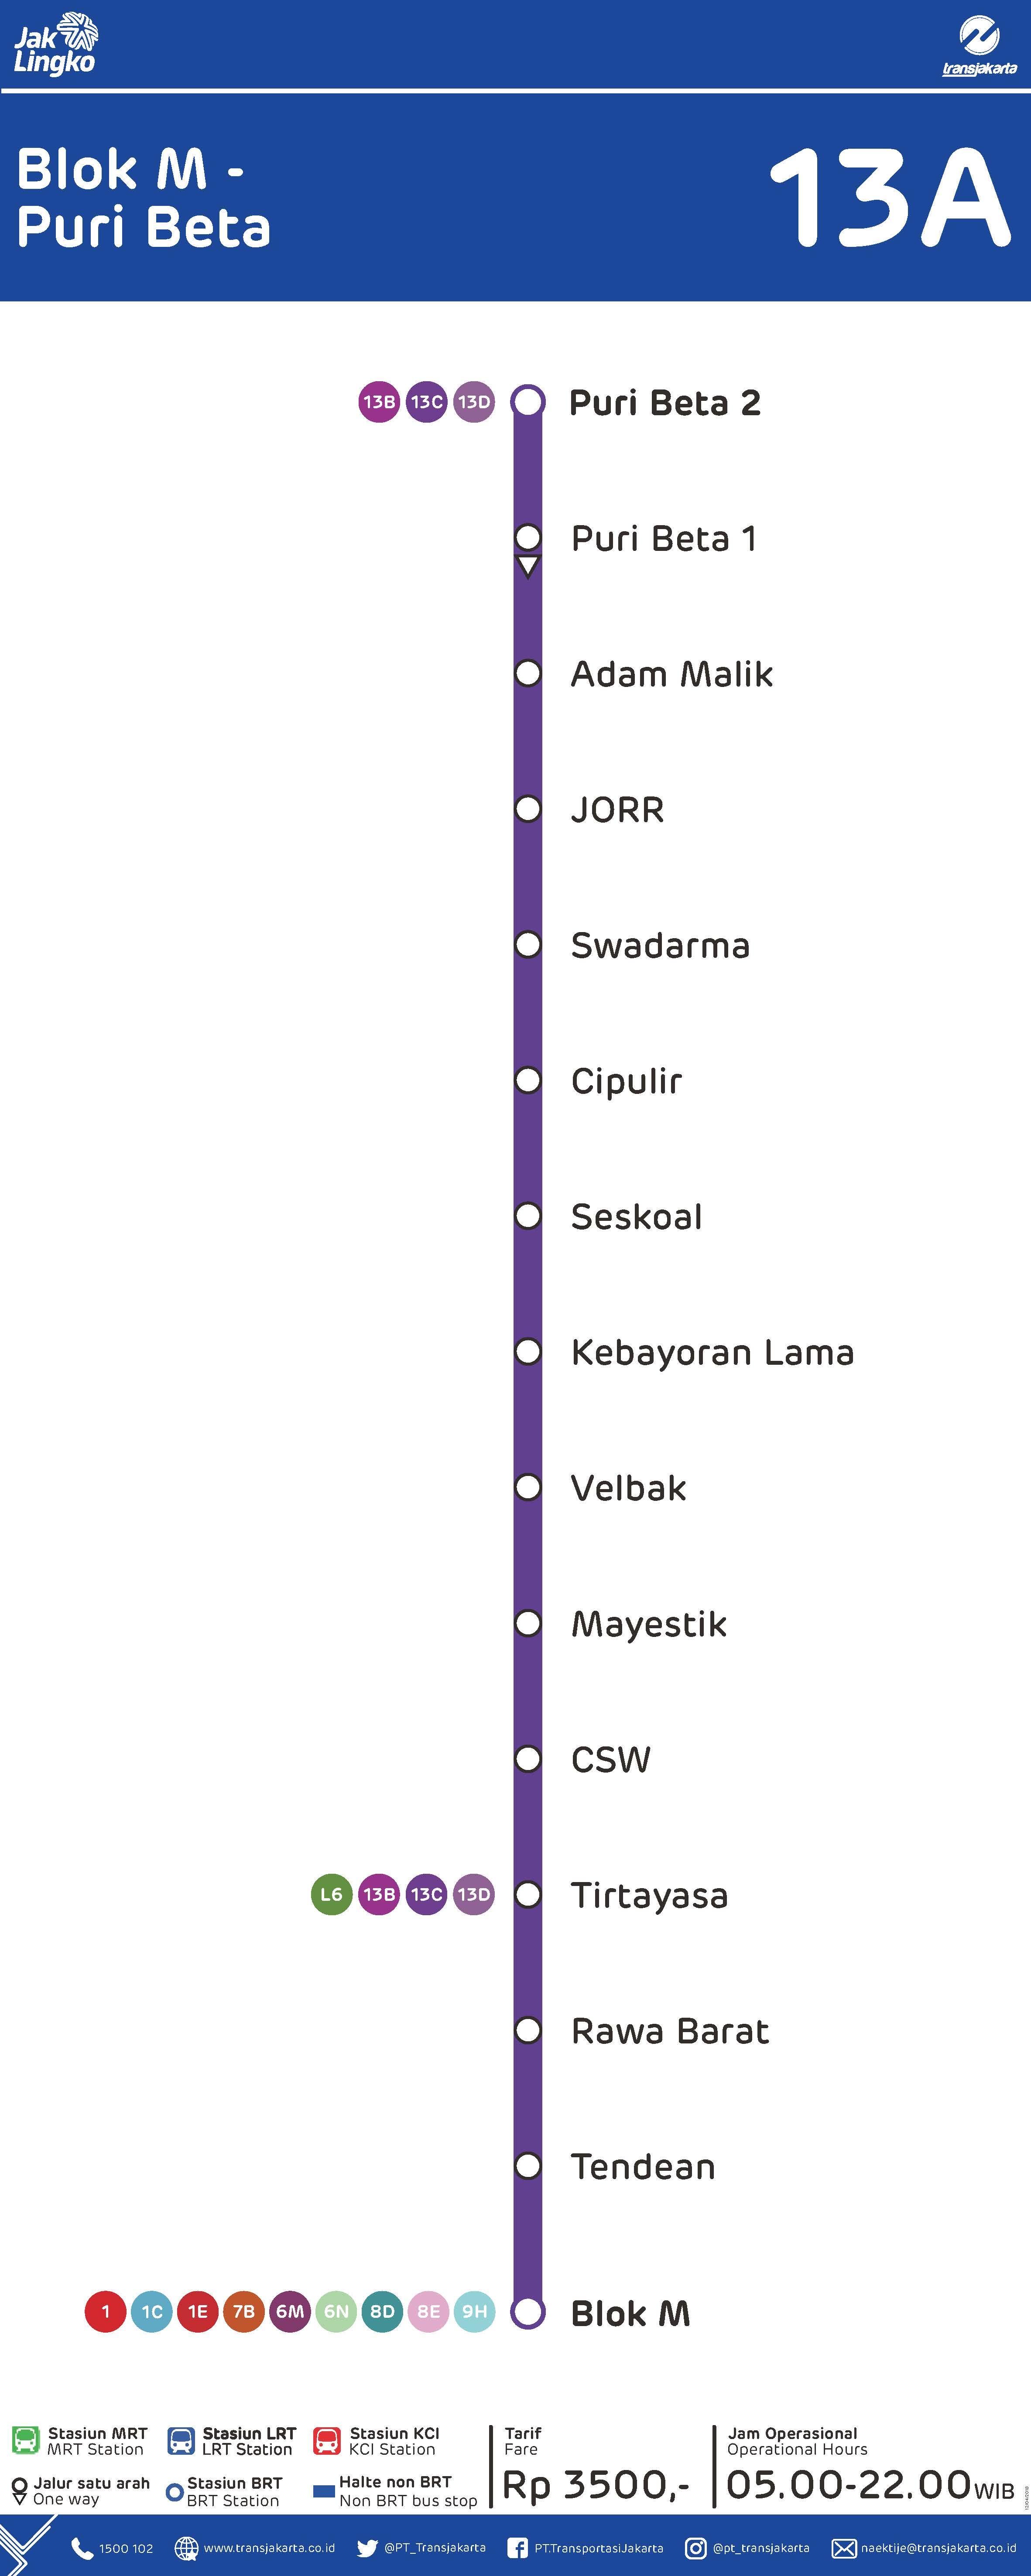 Jak
Lingko
transjakarta
Blok M -
Puri Beta
13A
13B 13C 13D Puri Beta 2
Puri Beta 1
Adam Malik
JORR
Swadarma
Cipulir
Seskoal
Kebayoran Lama
Velbak
Mayestik
CSW
L6 13B 13C 13D Tirtayasa
Rawa Barat
Tendean
1 1C 1E 7B 6M 6N 8D 8E 9H Blok M
Stasiun MRT
MRT Station
Stasiun LRT
LRT Station
Stasiun KCI
KCI Station
Jalur satu arah
One way
Stasiun BRT
BRT Station
Halte non BRT
Non BRT bus stop
Tarif
Fare
Rp 3500,-
Jam Operasional
Operational Hours
05.00-22.00 WIB
1500 102
www.transjakarta.co.id
@PT_Transjakarta
PT.TransportasiJakarta
@pt_transjakarta
naektije@transjakarta.co.id